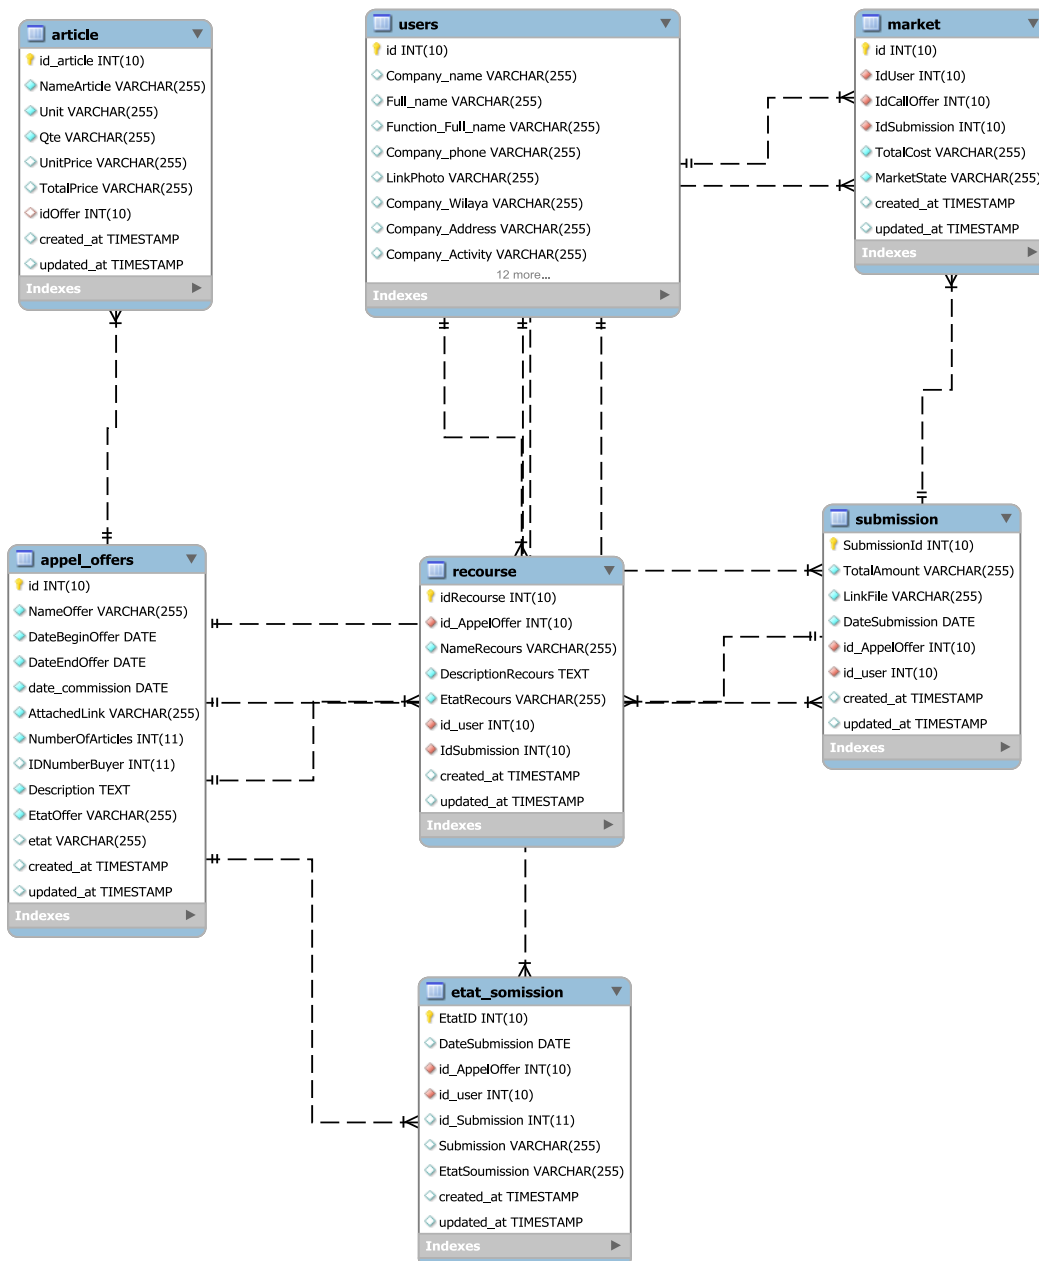 article
id_article INT(10)
NameArticle VARCHAR(255)
Unit VARCHAR(255)
Qte VARCHAR(255)
UnitPrice VARCHAR(255)
TotalPrice VARCHAR(255)
idOffer INT(10)
created_at TIMESTAMP
updated_at TIMESTAMP
Indexes
users
id INT(10)
Company_name VARCHAR(255)
Full_name VARCHAR(255)
Function_Full_name VARCHAR(255)
Company_phone VARCHAR(255)
LinkPhoto VARCHAR(255)
Company_Wilaya VARCHAR(255)
Company_Address VARCHAR(255)
Company_Activity VARCHAR(255)
12 more...
Indexes
market
id INT(10)
IdUser INT(10)
IdCallOffer INT(10)
IdSubmission INT(10)
TotalCost VARCHAR(255)
MarketState VARCHAR(255)
created_at TIMESTAMP
updated_at TIMESTAMP
Indexes
appel_offers
id INT(10)
NameOffer VARCHAR(255)
DateBeginOffer DATE
DateEndOffer DATE
date_commission DATE
AttachedLink VARCHAR(255)
NumberOfArticles INT(11)
IDNumberBuyer INT(11)
Description TEXT
EtatOffer VARCHAR(255)
etat VARCHAR(255)
created_at TIMESTAMP
updated_at TIMESTAMP
Indexes
recourse
idRecourse INT(10)
id_AppelOffer INT(10)
NameRecours VARCHAR(255)
DescriptionRecours TEXT
EtatRecours VARCHAR(255)
id_user INT(10)
IdSubmission INT(10)
created_at TIMESTAMP
updated_at TIMESTAMP
Indexes
submission
SubmissionId INT(10)
TotalAmount VARCHAR(255)
LinkFile VARCHAR(255)
DateSubmission DATE
id_AppelOffer INT(10)
id_user INT(10)
created_at TIMESTAMP
updated_at TIMESTAMP
Indexes
etat_somission
EtatID INT(10)
DateSubmission DATE
id_AppelOffer INT(10)
id_user INT(10)
id_Submission INT(11)
Submission VARCHAR(255)
EtatSoumission VARCHAR(255)
created_at TIMESTAMP
updated_at TIMESTAMP
Indexes